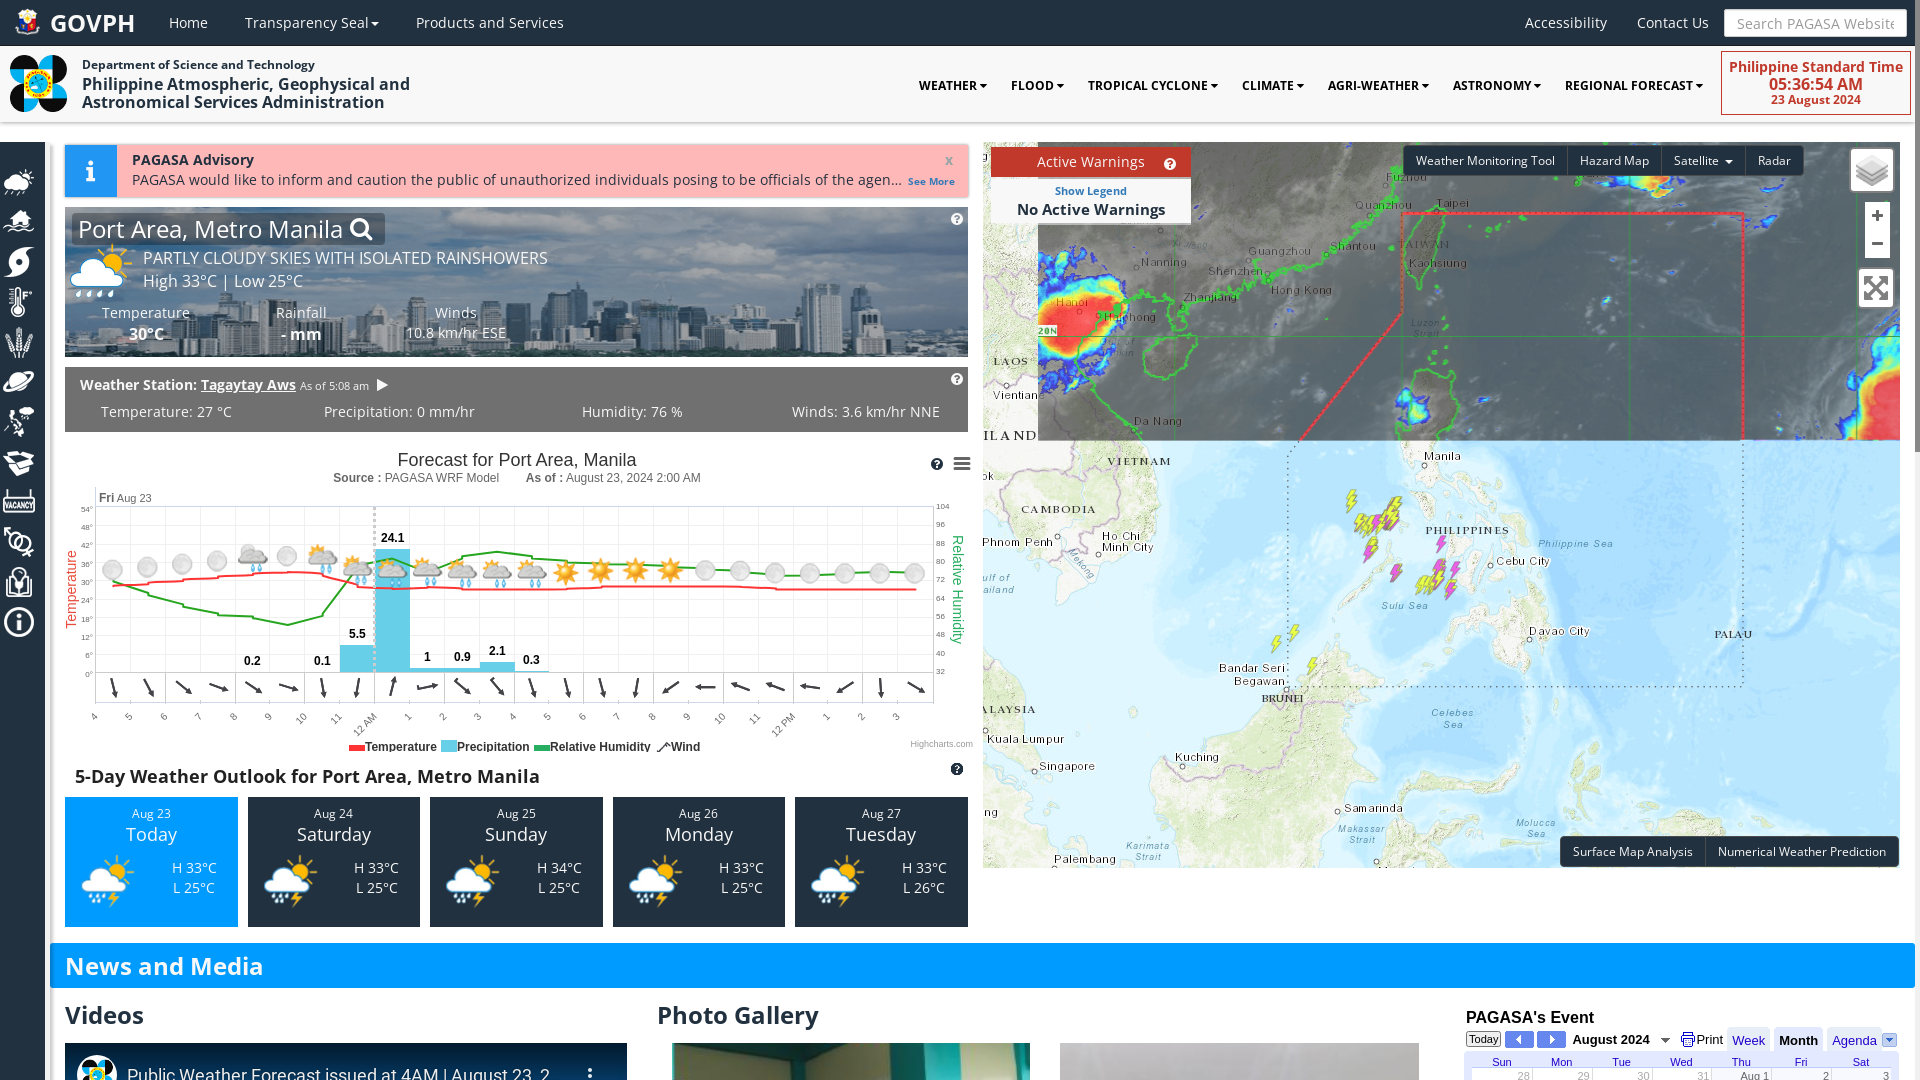 GOVPH
Home
Transparency Seal
Products and Services
Accessibility
Contact Us
Search PAGASA Website
Department of Science and Technology
Philippine Atmospheric, Geophysical and
Astronomical Services Administration
WEATHER
FLOOD
TROPICAL CYCLONE
CLIMATE
AGRI-WEATHER
ASTRONOMY
REGIONAL FORECAST
Philippine Standard Time
05:36:54 AM
23 August 2024
VACANCY
PAGASA Advisory
x
PAGASA would like to inform and caution the public of unauthorized individuals posing to be officials of the agen... See More
Port Area, Metro Manila
PARTLY CLOUDY SKIES WITH ISOLATED RAINSHOWERS
High 33°C | Low 25°C
Temperature
Rainfall
Winds
30°C
- mm
10.8 km/hr ESE
Weather Station: Tagaytay Aws As of 5:08 am
Temperature: 27 °C
Precipitation: 0 mm/hr
Humidity: 76 %
Winds: 3.6 km/hr NNE
Forecast for Port Area, Manila
Source : PAGASA WRF Model As of : August 23, 2024 2:00 AM
Fri Aug 23
Temperature
54°
48°
42°
36°
30°
24°
18°
12°
6°
0°
0.2
0.1
5.5
24.1
1
0.9
2.1
0.3
104
96
88
80
72
64
56
48
40
32
Relative Humidity
4 5 6 7 8 9 10 11 12 AM 1 2 3 4 5 6 7 8 9 10 11 12 PM 1 2 3
Temperature Precipitation Relative Humidity Wind
Highcharts.com
5-Day Weather Outlook for Port Area, Metro Manila
Aug 23
Today
H 33°C
L 25°C
Aug 24
Saturday
H 33°C
L 25°C
Aug 25
Sunday
H 34°C
L 25°C
Aug 26
Monday
H 33°C
L 25°C
Aug 27
Tuesday
H 33°C
L 26°C
Active Warnings
Show Legend
No Active Warnings
Weather Monitoring Tool
Hazard Map
Satellite
Radar
+
−
Fuzhou
Quanzhou
Taipei
TAIWAN
Kaohsiung
Guangzhou
Shantou
Nanning
Shenzhen
Hong Kong
Zhanjiang
Hanoi
Haiphong
20N
Luzon
Strait
LAOS
Vientiane
Da Nang
ILAND
VIETNAM
Manila
CAMBODIA
Phnom Penh
Ho Chi
Minh City
Mekong
PHILIPPINES
Philippine Sea
Cebu City
Sulu Sea
Davao City
PALAU
Bandar Seri
Begawan
BRUNEI
ALAYSIA
Kuala Lumpur
Celebes
Sea
Singapore
Kuching
Samarinda
Makassar
Strait
Molucca
Sea
Karimata
Strait
Palembang
Surface Map Analysis
Numerical Weather Prediction
News and Media
Videos
Public Weather Forecast issued at 4AM | August 23, 2
Photo Gallery
PAGASA's Event
Today
August 2024
Print
Week
Month
Agenda
Sun Mon Tue Wed Thu Fri Sat
28 29 30 31 Aug 1 2 3